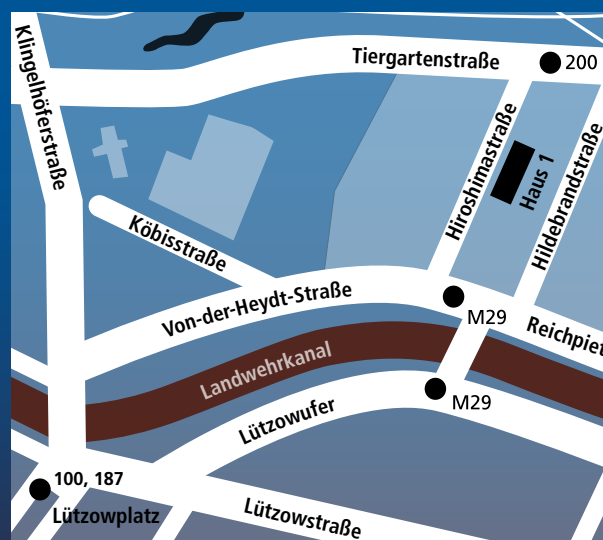 Klingelhöferstraße
Tiergartenstraße
200
Hiroshimastraße
Haus 1
Hildebrandstraße
Köbisstraße
Von-der-Heydt-Straße
M29
Reichpiet
Landwehrkanal
M29
Lützowufer
100, 187
Lützowplatz
Lützowstraße